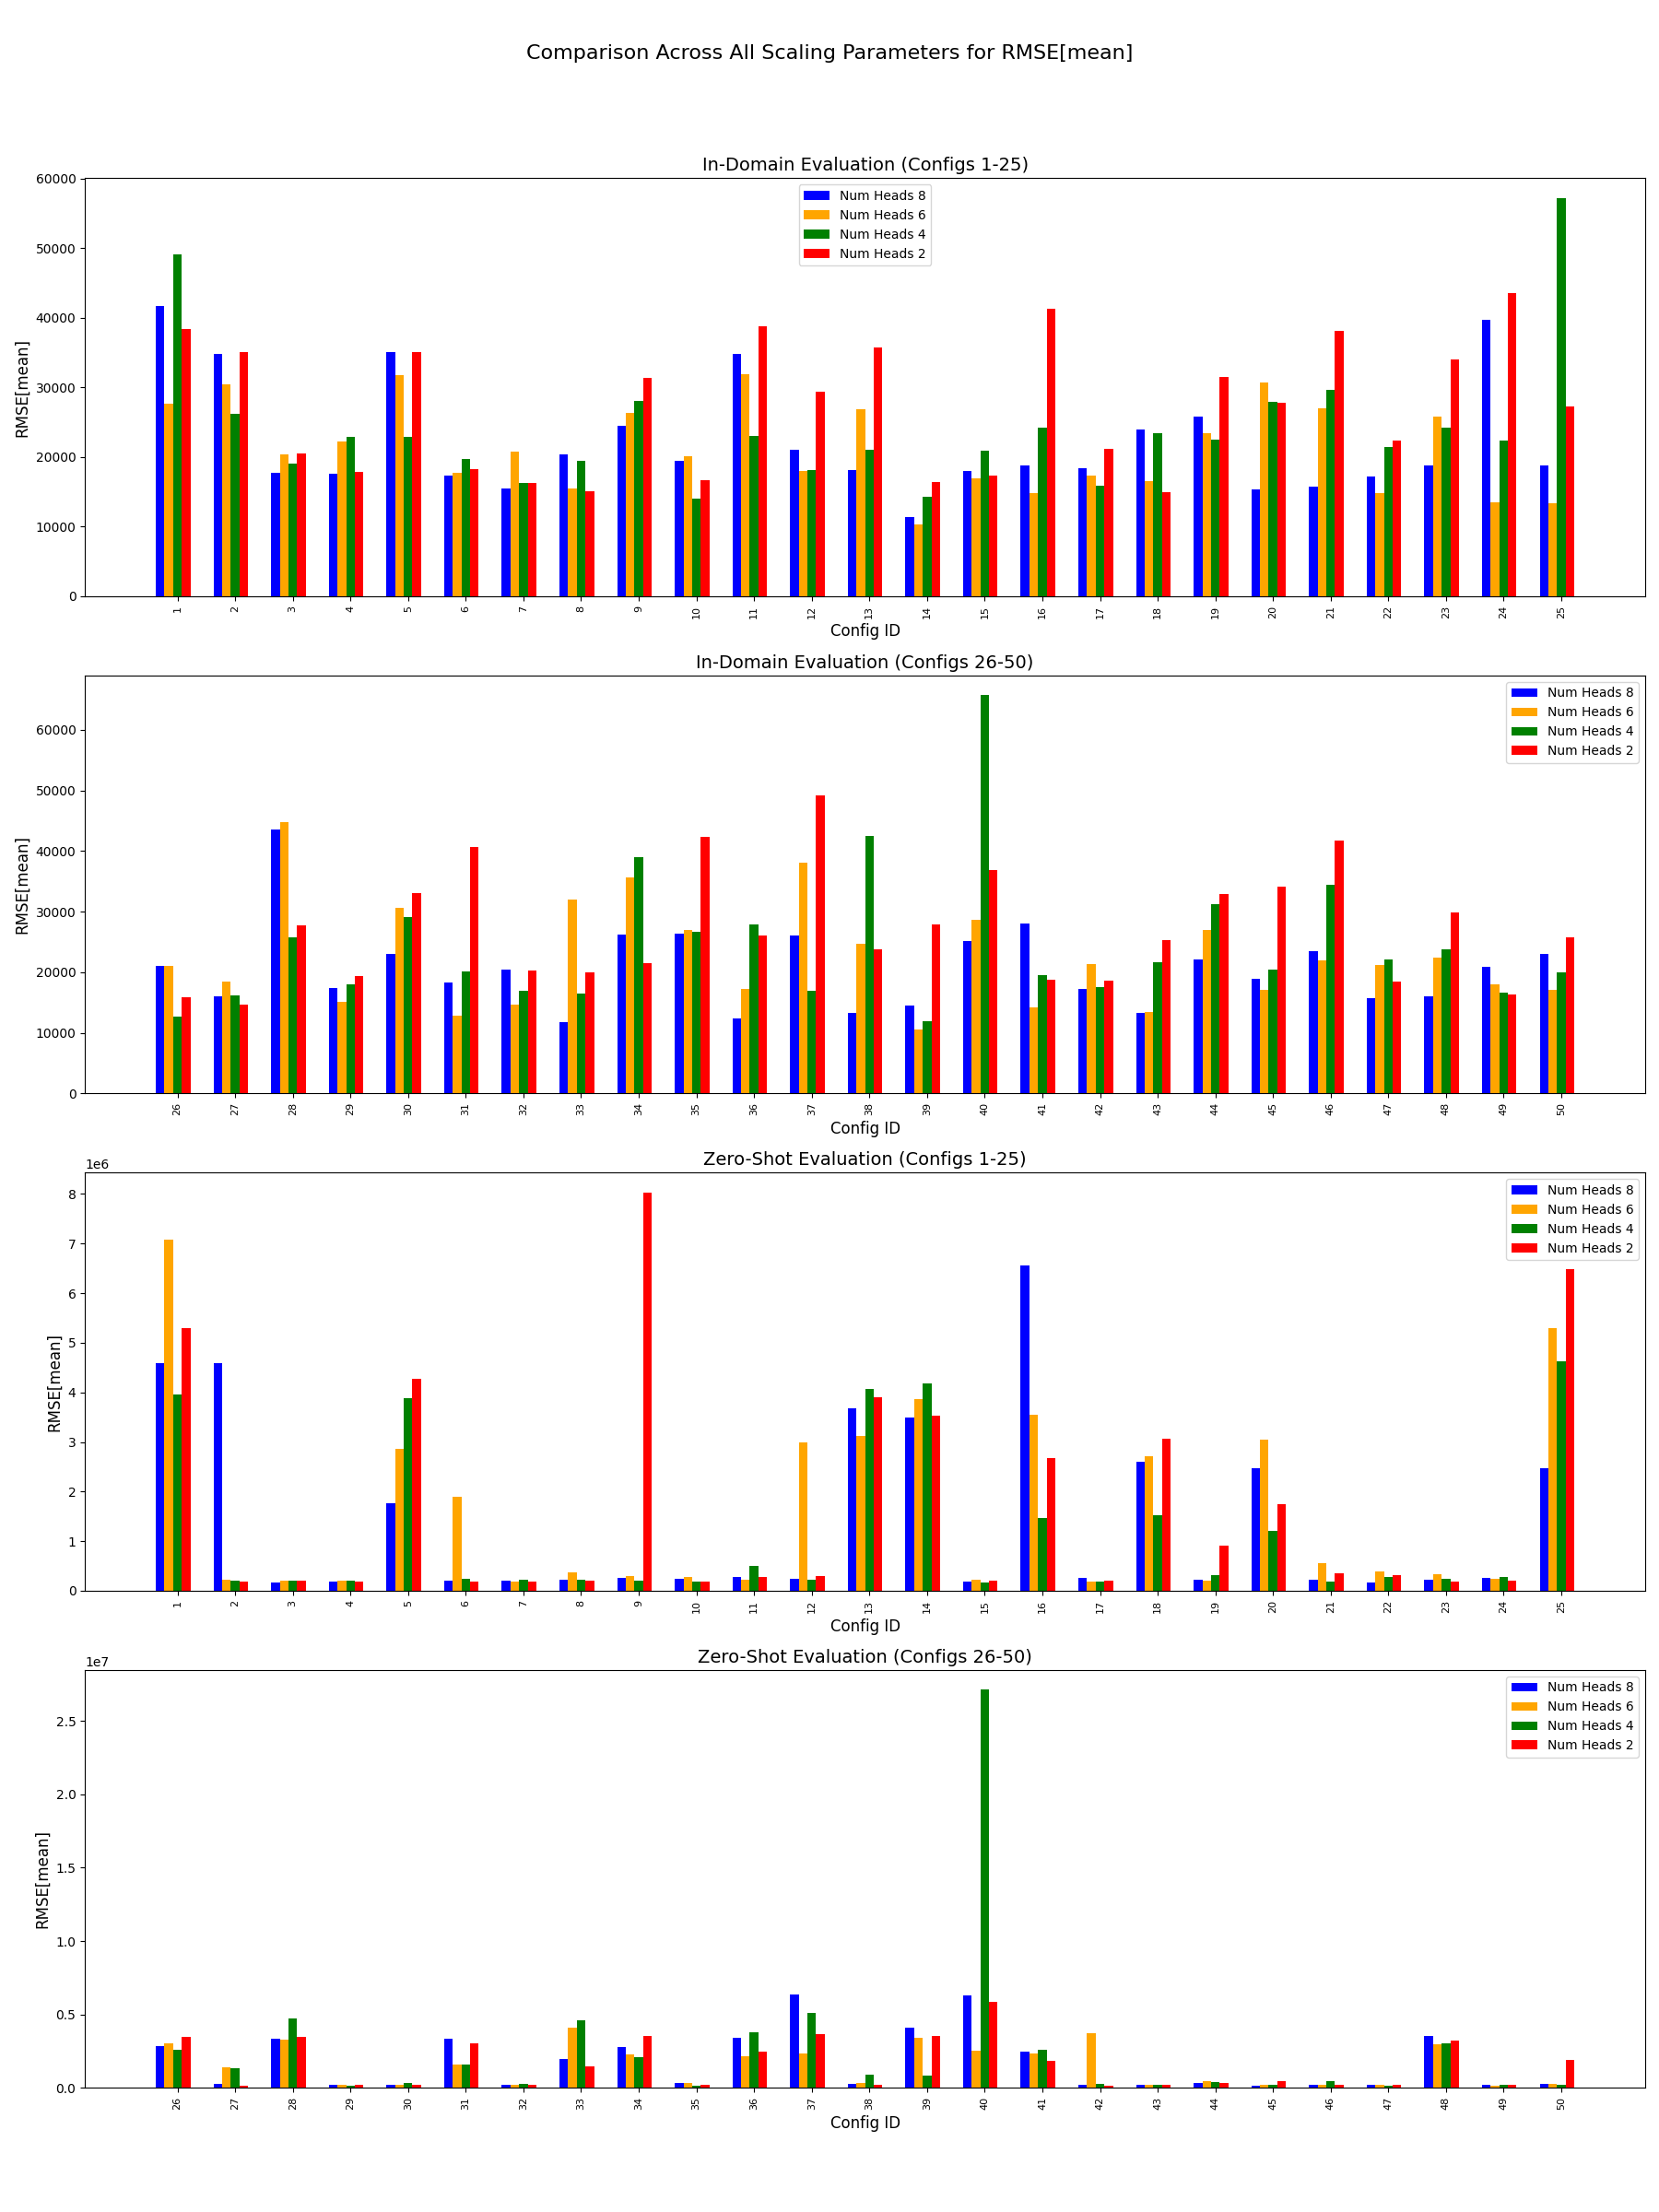 Comparison Across All Scaling Parameters for RMSE[mean]
In-Domain Evaluation (Configs 1-25)
RMSE[mean]
60000
50000
40000
30000
20000
10000
0
Num Heads 8
Num Heads 6
Num Heads 4
Num Heads 2
1 2 3 4 5 6 7 8 9 10 11 12 13 14 15 16 17 18 19 20 21 22 23 24 25
Config ID
In-Domain Evaluation (Configs 26-50)
RMSE[mean]
60000
50000
40000
30000
20000
10000
0
Num Heads 8
Num Heads 6
Num Heads 4
Num Heads 2
26 27 28 29 30 31 32 33 34 35 36 37 38 39 40 41 42 43 44 45 46 47 48 49 50
Config ID
Zero-Shot Evaluation (Configs 1-25)
1e6
RMSE[mean]
8
7
6
5
4
3
2
1
0
Num Heads 8
Num Heads 6
Num Heads 4
Num Heads 2
1 2 3 4 5 6 7 8 9 10 11 12 13 14 15 16 17 18 19 20 21 22 23 24 25
Config ID
Zero-Shot Evaluation (Configs 26-50)
1e7
RMSE[mean]
2.5
2.0
1.5
1.0
0.5
0.0
Num Heads 8
Num Heads 6
Num Heads 4
Num Heads 2
26 27 28 29 30 31 32 33 34 35 36 37 38 39 40 41 42 43 44 45 46 47 48 49 50
Config ID